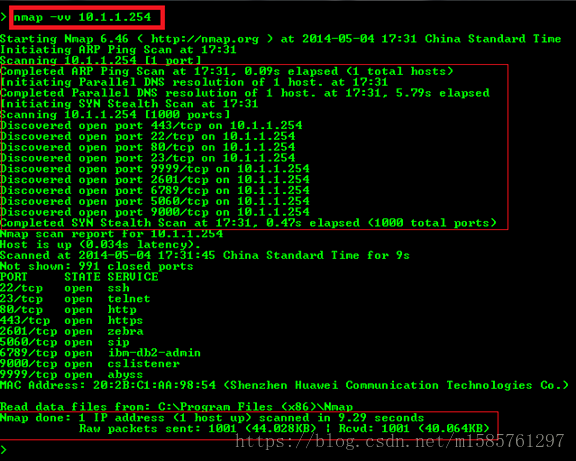 > nmap -vv 10.1.1.254
Starting Nmap 6.46 ( http://nmap.org ) at 2014-05-04 17:31 China Standard Time
Initiating ARP Ping Scan at 17:31
Scanning 10.1.1.254 [1 port]
Completed ARP Ping Scan at 17:31, 0.09s elapsed (1 total hosts)
Initiating Parallel DNS resolution of 1 host. at 17:31
Completed Parallel DNS resolution of 1 host. at 17:31, 5.79s elapsed
Initiating SYN Stealth Scan at 17:31
Scanning 10.1.1.254 [1000 ports]
Discovered open port 443/tcp on 10.1.1.254
Discovered open port 22/tcp on 10.1.1.254
Discovered open port 80/tcp on 10.1.1.254
Discovered open port 23/tcp on 10.1.1.254
Discovered open port 9999/tcp on 10.1.1.254
Discovered open port 2601/tcp on 10.1.1.254
Discovered open port 6789/tcp on 10.1.1.254
Discovered open port 5060/tcp on 10.1.1.254
Discovered open port 9000/tcp on 10.1.1.254
Completed SYN Stealth Scan at 17:31, 0.47s elapsed (1000 total ports)
Nmap scan report for 10.1.1.254
Host is up (0.034s latency).
Scanned at 2014-05-04 17:31:45 China Standard Time for 9s
Not shown: 991 closed ports
PORT STATE SERVICE
22/tcp open ssh
23/tcp open telnet
80/tcp open http
443/tcp open https
2601/tcp open zebra
5060/tcp open sip
6789/tcp open ibm-db2-admin
9000/tcp open cslistener
9999/tcp open abyss
MAC Address: 20:2B:C1:AA:98:54 (Shenzhen Huawei Communication Technologies Co.)
Read data files from: C:\Program Files (x86)\Nmap
Nmap done: 1 IP address (1 host up) scanned in 9.29 seconds
Raw packets sent: 1001 (44.028KB) | Rcvd: 1001 (40.064KB)
https://blog.csdn.net/m1585761297
>